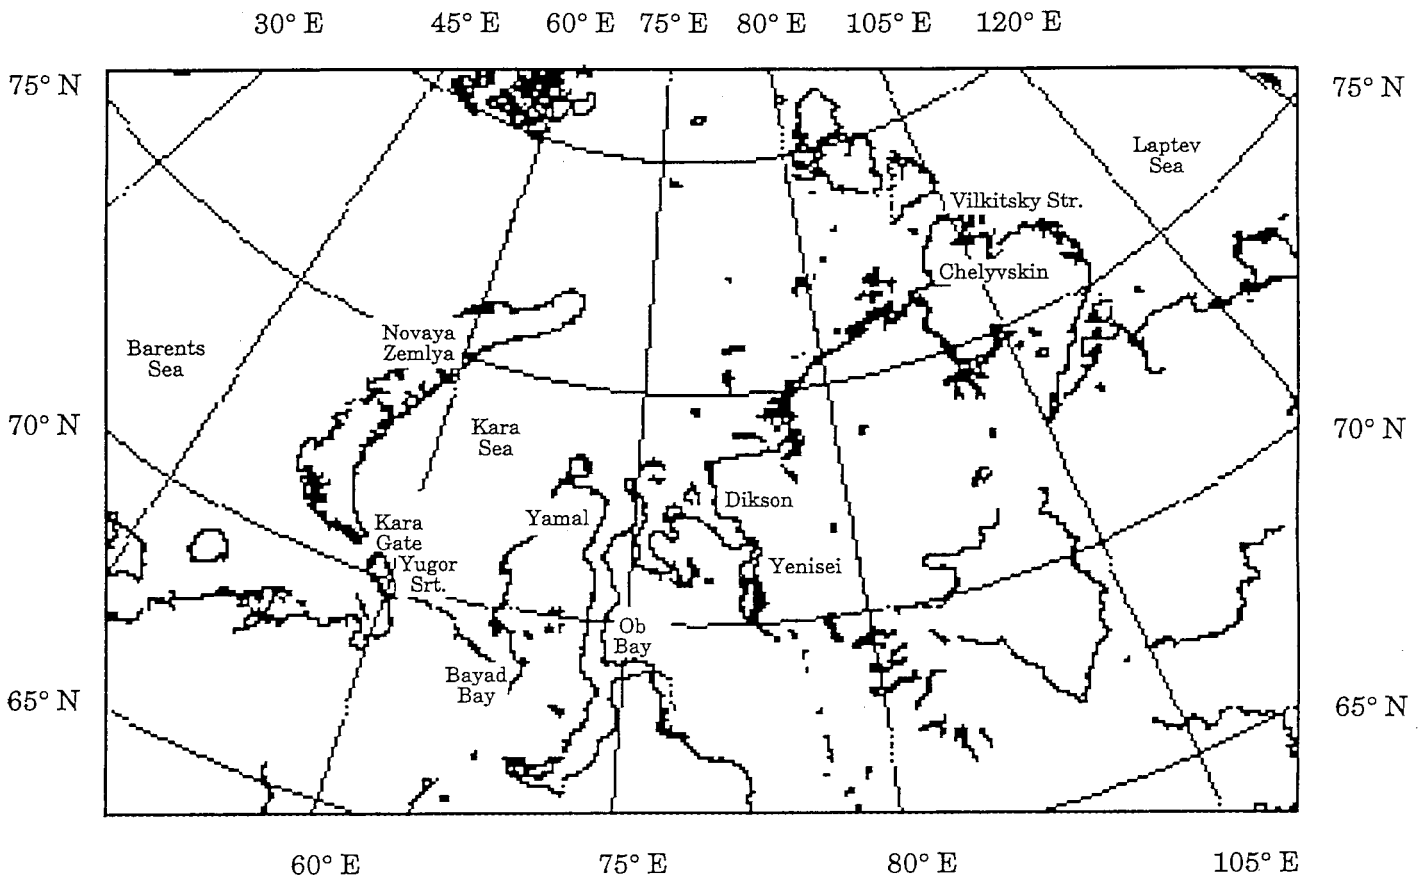 30° E 45° E 60° E 75° E 80° E 105° E 120° E
75° N 75° N
Laptev
Sea
Vilkitsky Str.
Chelyvskin
Novaya
Zemlya
Barents
Sea
70° N 70° N
Kara
Sea
Dikson
Yamal
Kara
Gate
Yugor
Srt.
Yenisei
Ob
Bay
Bayad
Bay
65° N 65° N
60° E 75° E 80° E 105° E